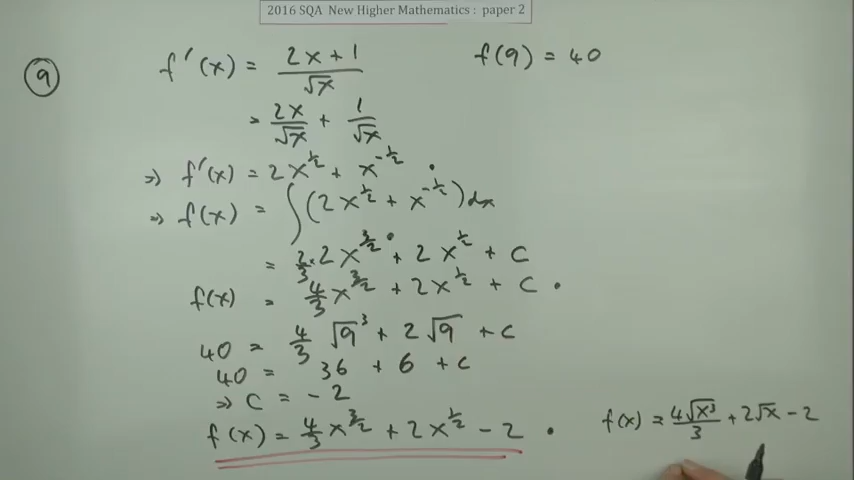 2016 SQA New Higher Mathematics : paper 2
9 f'(x) = (2x + 1)/√x f(9) = 40
= 2x/√x + 1/√x
⇒ f'(x) = 2x^(1/2) + x^(-1/2) .
⇒ f(x) = ∫(2x^(1/2) + x^(-1/2))dx
= 2/3 × 2x^(3/2) + 2x^(1/2) + C
f(x) = 4/3 x^(3/2) + 2x^(1/2) + C .
40 = 4/3 √9^3 + 2√9 + C
40 = 36 + 6 + C
⇒ C = -2
f(x) = 4/3 x^(3/2) + 2x^(1/2) - 2 . f(x) = 4√x^3/3 + 2√x - 2